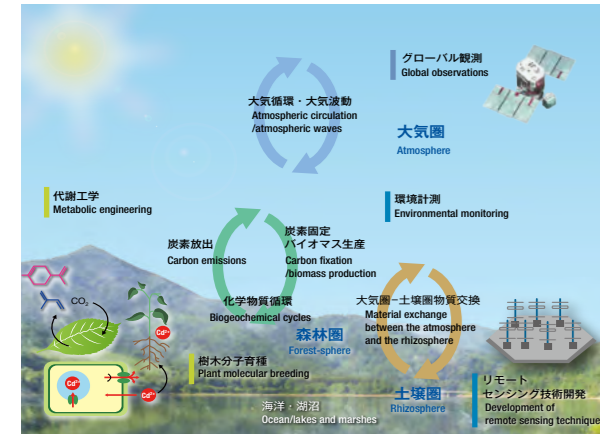 グローバル観測
Global observations
大気循環・大気波動
Atmospheric circulation
/atmospheric waves
大気圏
Atmosphere
代謝工学
Metabolic engineering
環境計測
Environmental monitoring
炭素放出
Carbon emissions
炭素固定
バイオマス生産
Carbon fixation
/biomass production
化学物質循環
Biogeochemical cycles
大気圏−土壌圏物質交換
Material exchange
between the atmosphere
and the rhizosphere
森林圏
Forest-sphere
CO₂
Cd²⁺
樹木分子育種
Plant molecular breeding
Cd²⁺
Cd²⁺
土壌圏
Rhizosphere
リモート
センシング技術開発
Development of
remote sensing technique
海洋・湖沼
Ocean/lakes and marshes